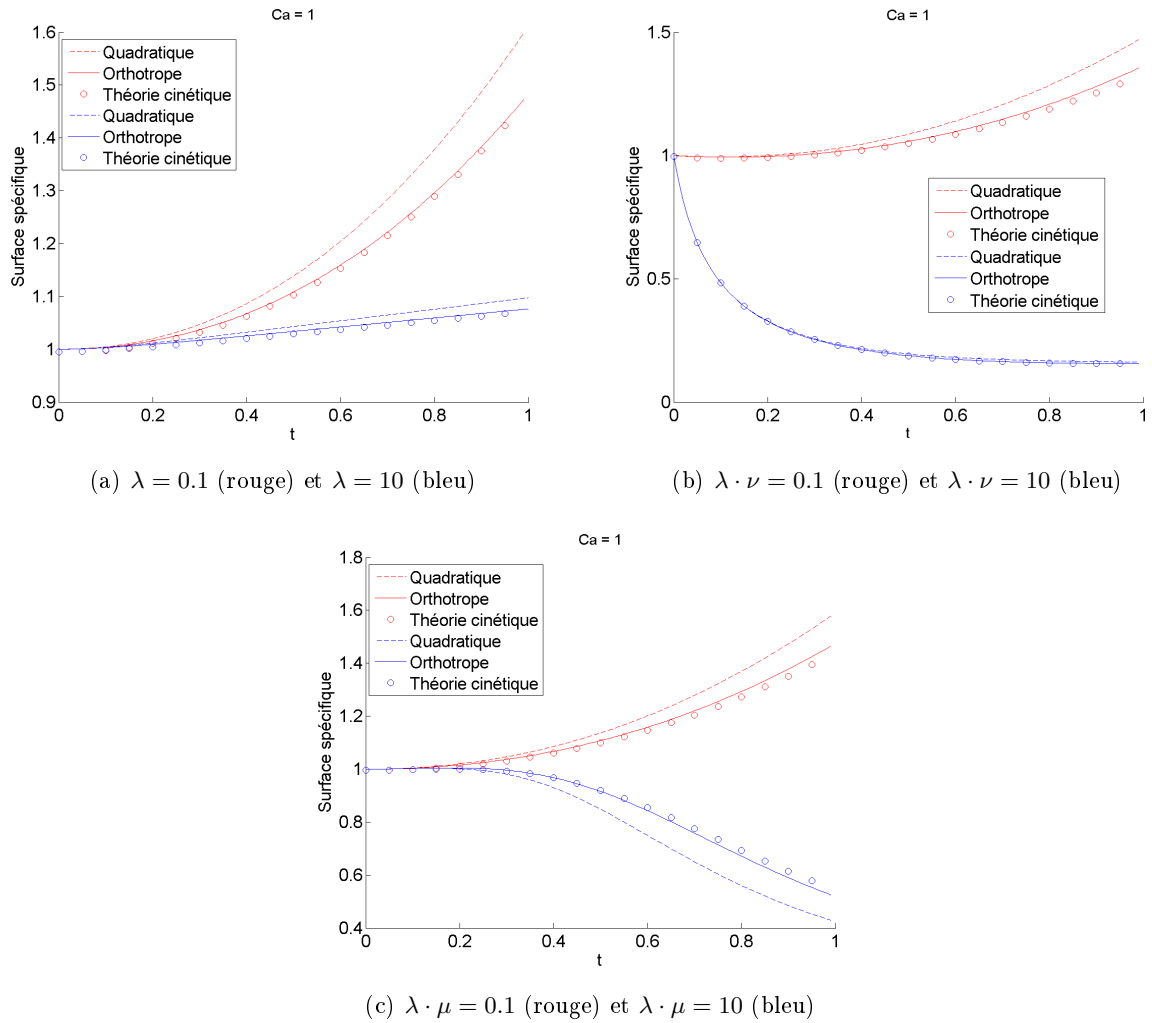 Ca = 1
1.6
1.5
1.4
1.3
1.2
1.1
1
0.9
Surface spécifique
Quadratique
Orthotrope
Théorie cinétique
Quadratique
Orthotrope
Théorie cinétique
0 0.2 0.4 0.6 0.8 1
t
(a) λ = 0.1 (rouge) et λ = 10 (bleu)
Ca = 1
1.5
1
0.5
0
Surface spécifique
Quadratique
Orthotrope
Théorie cinétique
Quadratique
Orthotrope
Théorie cinétique
0 0.2 0.4 0.6 0.8 1
t
(b) λ · ν = 0.1 (rouge) et λ · ν = 10 (bleu)
Ca = 1
1.8
1.6
1.4
1.2
1
0.8
0.6
0.4
Surface spécifique
Quadratique
Orthotrope
Théorie cinétique
Quadratique
Orthotrope
Théorie cinétique
0 0.2 0.4 0.6 0.8 1
t
(c) λ · μ = 0.1 (rouge) et λ · μ = 10 (bleu)